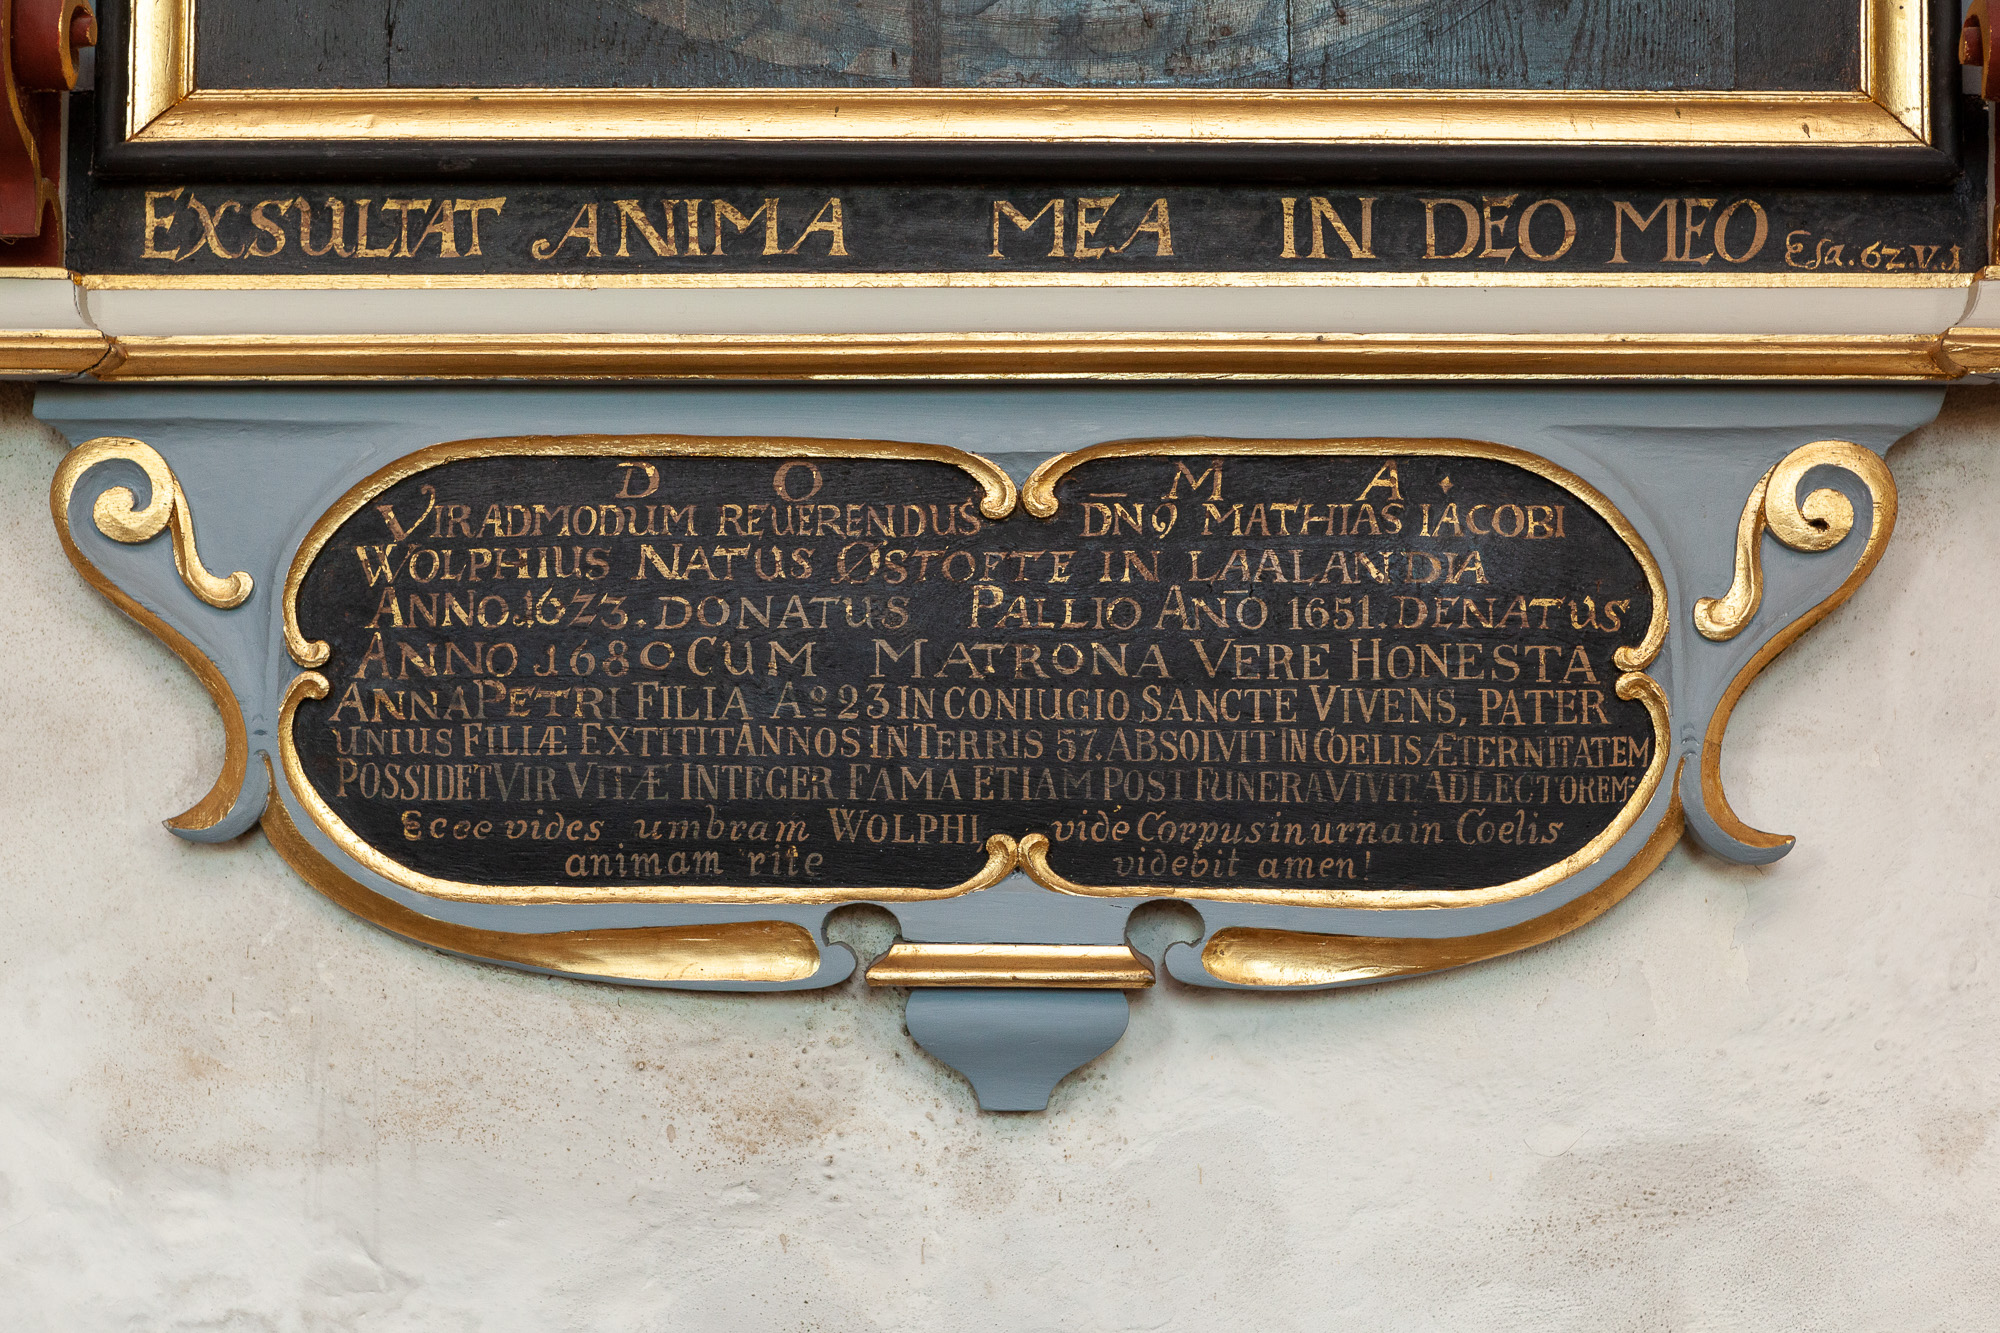 EXSULTAT ANIMA MEA IN DEO MEO Esa. 62. V. 1
D O M A.
VIR ADMODUM REUERENDUS DN9 MATHIAS IACOBI
WOLPHIUS NATUS ØSTOFTE IN LAALANDIA
ANNO. 1623. DONATUS PALLIO ANO 1651. DENATUS
ANNO 1680 CUM MATRONA VERE HONESTA
ANNA PETRI FILIA Ao 23 IN CONIUGIO SANCTE VIVENS, PATER
UNIUS FILIÆ EXTITIT ANNOS IN TERRIS 57. ABSOLVIT IN COELIS ÆTERNITATEM
POSSIDET VIR VITÆ INTEGER FAMA ETIAM POST FUNERA VIVIT AD LECTOREM:
Ecce vides umbram WOLPHI, vide Corpus in urna in Coelis
animam rite videbit amen!